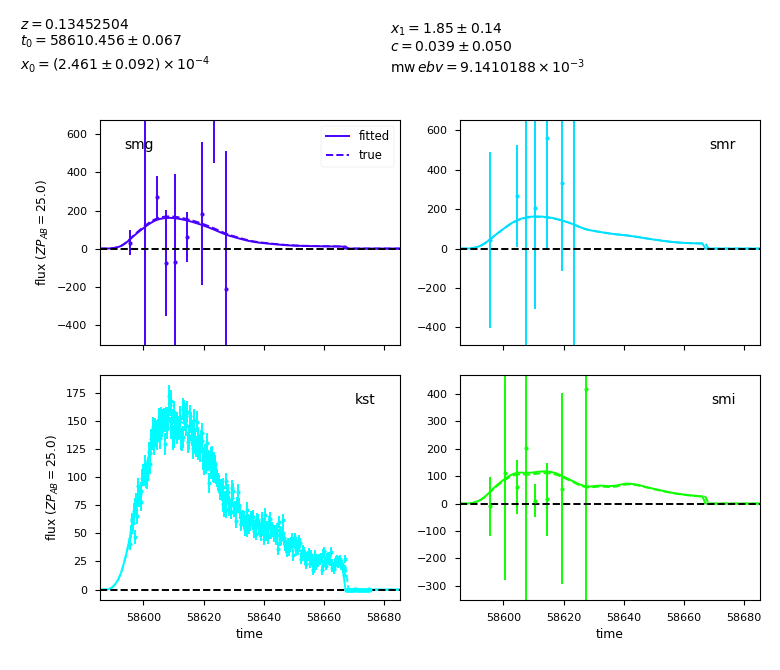 z = 0.13452504
t₀ = 58610.456 ± 0.067
x₀ = (2.461 ± 0.092) × 10⁻⁴
x₁ = 1.85 ± 0.14
c = 0.039 ± 0.050
mw ebv = 9.1410188 × 10⁻³
flux (ZP_AB = 25.0)
600
400
200
0
−200
−400
smg
fitted
true
600
400
200
0
−200
−400
smr
flux (ZP_AB = 25.0)
175
150
125
100
75
50
25
0
kst
58600
58620
58640
58660
58680
time
400
300
200
100
0
−100
−200
−300
smi
58600
58620
58640
58660
58680
time